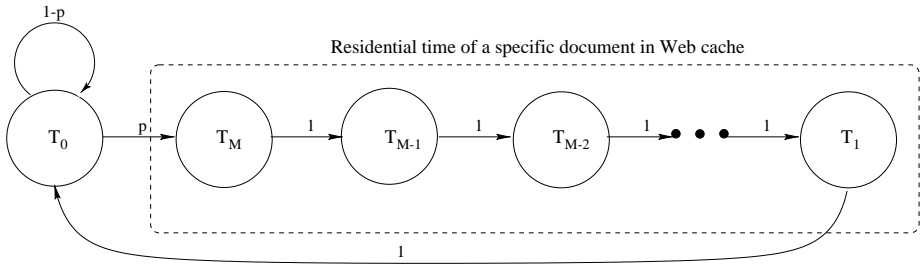 1-p
Residential time of a specific document in Web cache
T0 p TM 1 TM-1 1 TM-2 1 1 T1
1